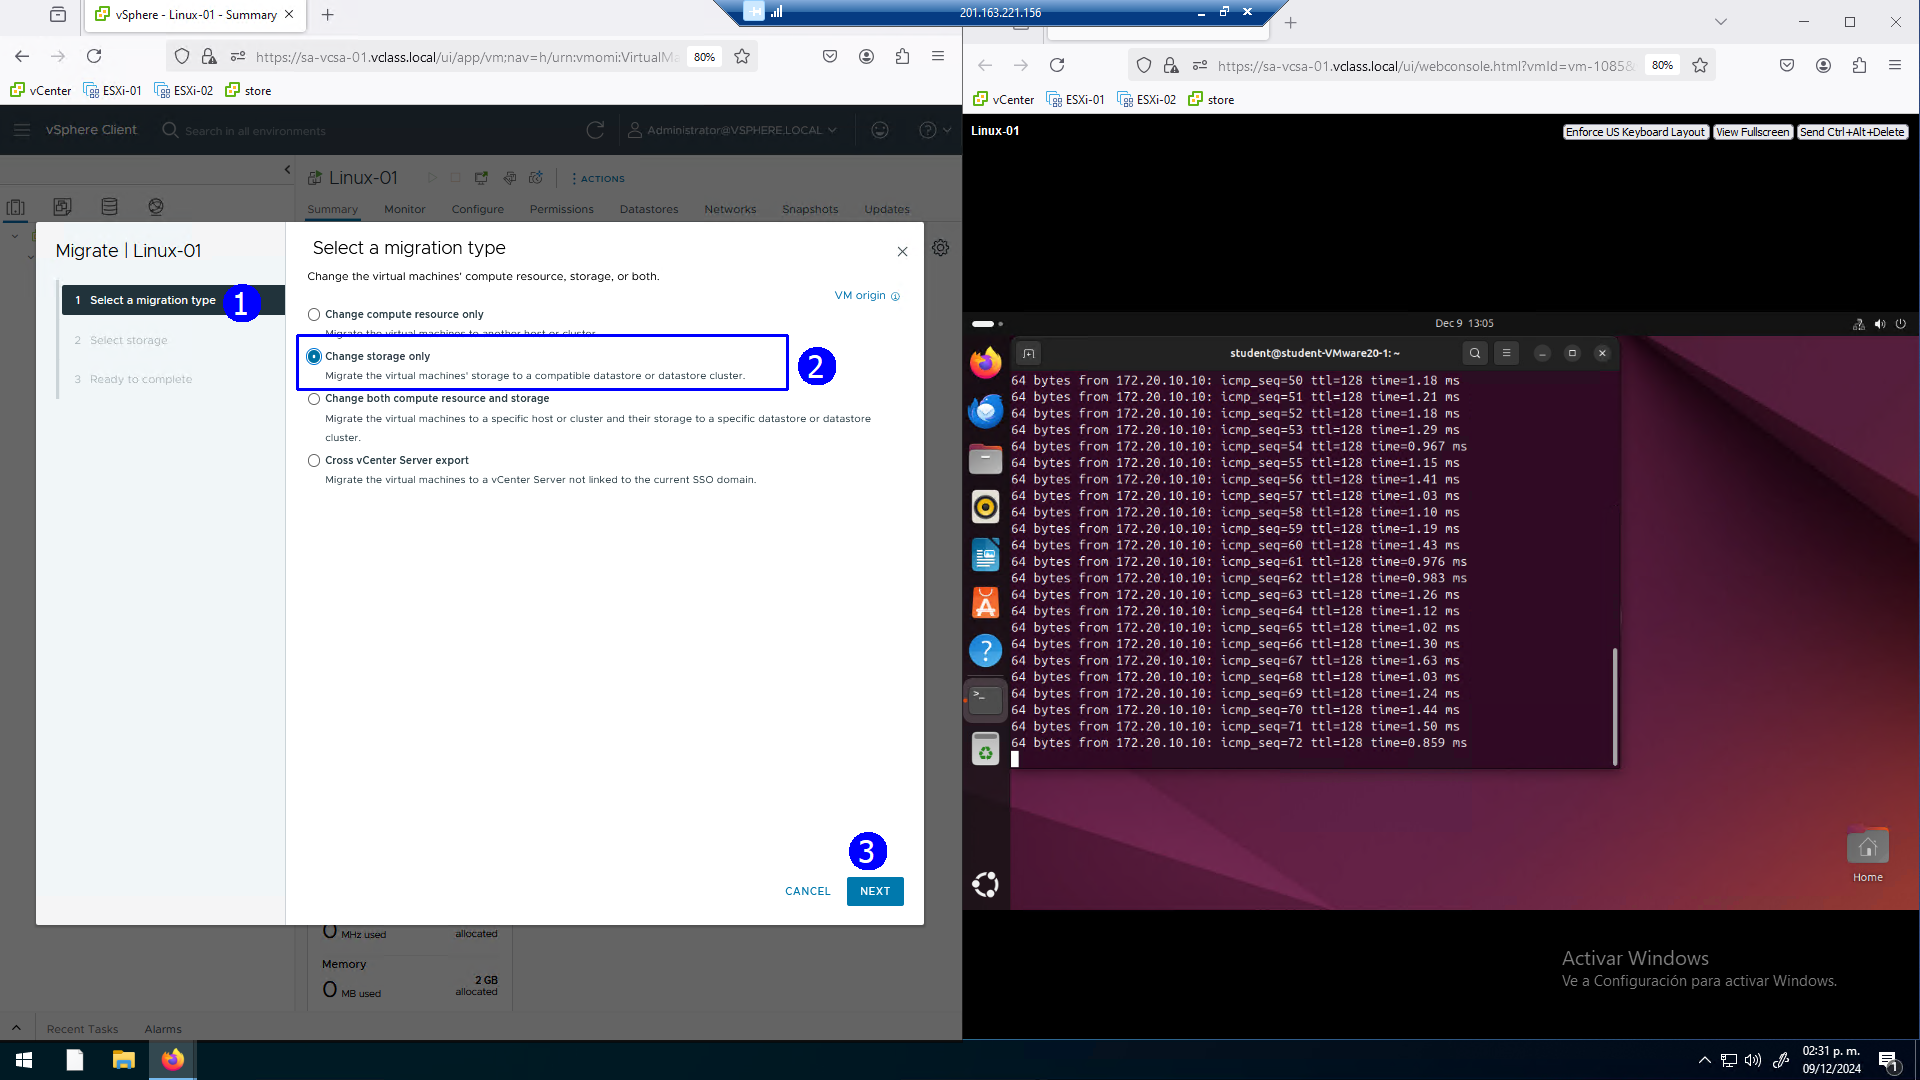 201.163.221.156
vSphere - Linux-01 - Summary
https://sa-vcsa-01.vclass.local/ui/app/vm;nav=h/urn:vmomi:VirtualMa
80%
vCenter
ESXi-01
ESXi-02
store
vSphere Client
Search in all environments
Administrator@VSPHERE.LOCAL
Linux-01
ACTIONS
Summary
Monitor
Configure
Permissions
Datastores
Networks
Snapshots
Updates
Migrate | Linux-01
1 Select a migration type
1
2 Select storage
3 Ready to complete
Select a migration type
Change the virtual machines' compute resource, storage, or both.
VM origin
Change compute resource only
Migrate the virtual machines to another host or cluster.
Change storage only
Migrate the virtual machines' storage to a compatible datastore or datastore cluster.
2
Change both compute resource and storage
Migrate the virtual machines to a specific host or cluster and their storage to a specific datastore or datastore
cluster.
Cross vCenter Server export
Migrate the virtual machines to a vCenter Server not linked to the current SSO domain.
3
CANCEL
NEXT
0 MHz used
allocated
Memory
0 MB used
2 GB
allocated
Recent Tasks
Alarms
https://sa-vcsa-01.vclass.local/ui/webconsole.html?vmId=vm-1085&
80%
vCenter
ESXi-01
ESXi-02
store
Linux-01
Enforce US Keyboard Layout
View Fullscreen
Send Ctrl+Alt+Delete
Dec 9 13:05
student@student-VMware20-1: ~
64 bytes from 172.20.10.10: icmp_seq=50 ttl=128 time=1.18 ms
64 bytes from 172.20.10.10: icmp_seq=51 ttl=128 time=1.21 ms
64 bytes from 172.20.10.10: icmp_seq=52 ttl=128 time=1.18 ms
64 bytes from 172.20.10.10: icmp_seq=53 ttl=128 time=1.29 ms
64 bytes from 172.20.10.10: icmp_seq=54 ttl=128 time=0.967 ms
64 bytes from 172.20.10.10: icmp_seq=55 ttl=128 time=1.15 ms
64 bytes from 172.20.10.10: icmp_seq=56 ttl=128 time=1.41 ms
64 bytes from 172.20.10.10: icmp_seq=57 ttl=128 time=1.03 ms
64 bytes from 172.20.10.10: icmp_seq=58 ttl=128 time=1.10 ms
64 bytes from 172.20.10.10: icmp_seq=59 ttl=128 time=1.19 ms
64 bytes from 172.20.10.10: icmp_seq=60 ttl=128 time=1.43 ms
64 bytes from 172.20.10.10: icmp_seq=61 ttl=128 time=0.976 ms
64 bytes from 172.20.10.10: icmp_seq=62 ttl=128 time=0.983 ms
64 bytes from 172.20.10.10: icmp_seq=63 ttl=128 time=1.26 ms
64 bytes from 172.20.10.10: icmp_seq=64 ttl=128 time=1.12 ms
64 bytes from 172.20.10.10: icmp_seq=65 ttl=128 time=1.02 ms
64 bytes from 172.20.10.10: icmp_seq=66 ttl=128 time=1.30 ms
64 bytes from 172.20.10.10: icmp_seq=67 ttl=128 time=1.63 ms
64 bytes from 172.20.10.10: icmp_seq=68 ttl=128 time=1.03 ms
64 bytes from 172.20.10.10: icmp_seq=69 ttl=128 time=1.24 ms
64 bytes from 172.20.10.10: icmp_seq=70 ttl=128 time=1.44 ms
64 bytes from 172.20.10.10: icmp_seq=71 ttl=128 time=1.50 ms
64 bytes from 172.20.10.10: icmp_seq=72 ttl=128 time=0.859 ms
Home
Activar Windows
Ve a Configuración para activar Windows.
02:31 p. m.
09/12/2024
1